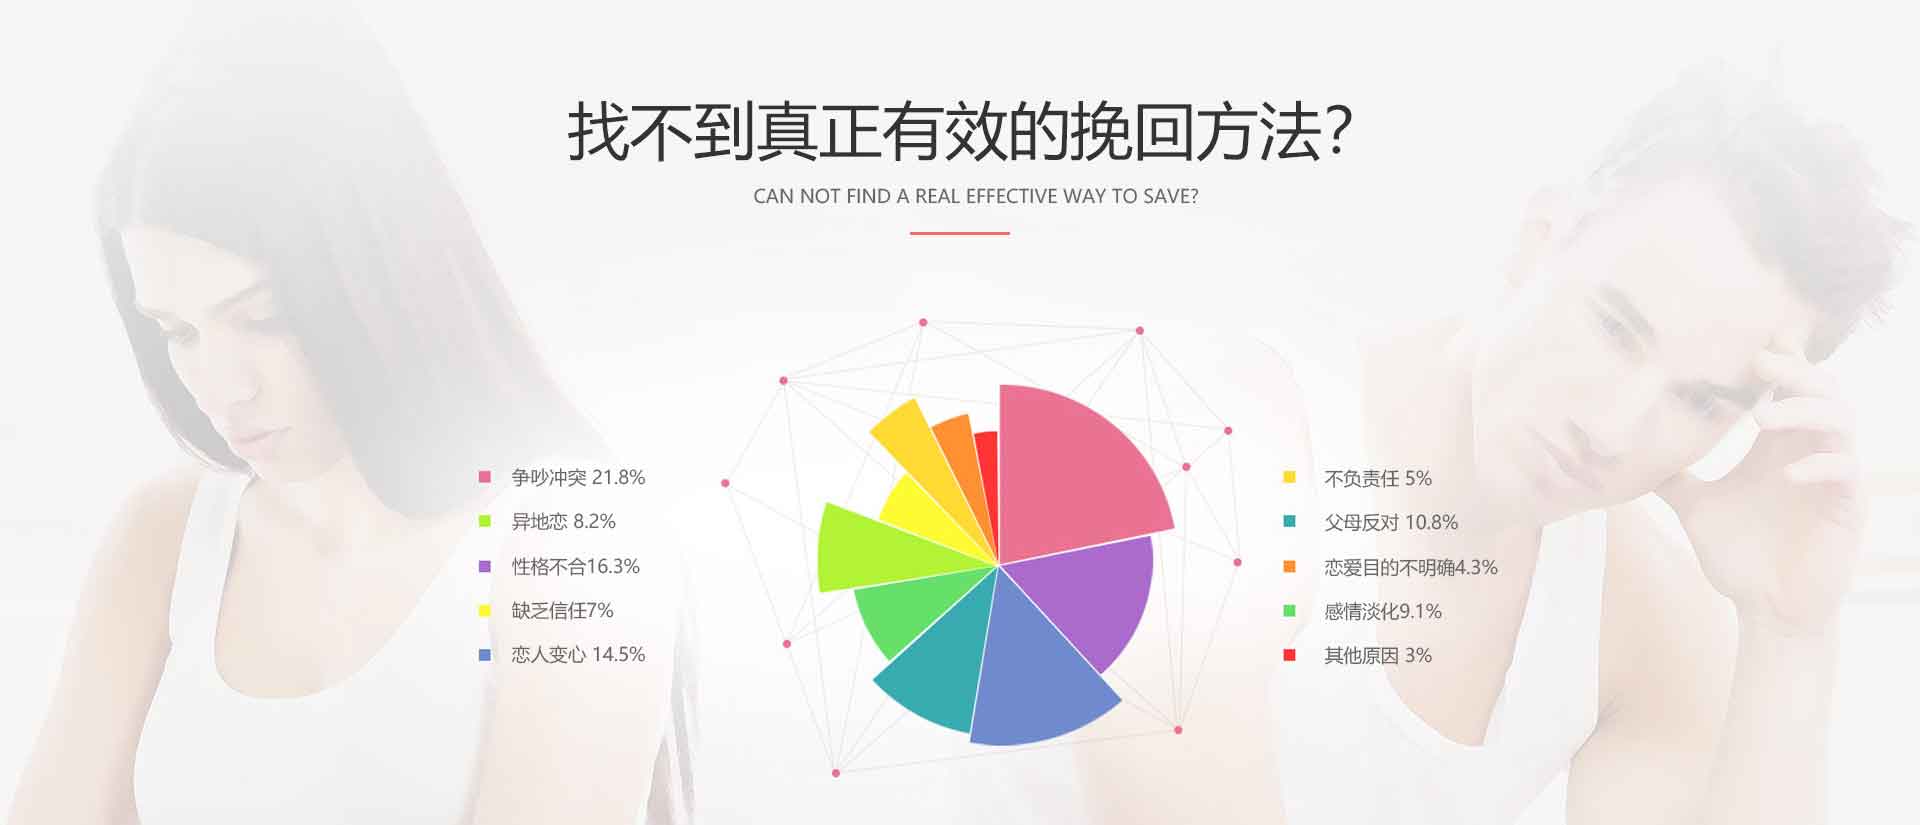 找不到真正有效的挽回方法?
CAN NOT FIND A REAL EFFECTIVE WAY TO SAVE?
争吵冲突 21.8%
异地恋 8.2%
性格不合16.3%
缺乏信任7%
恋人变心 14.5%
不负责任 5%
父母反对 10.8%
恋爱目的不明确4.3%
感情淡化9.1%
其他原因 3%